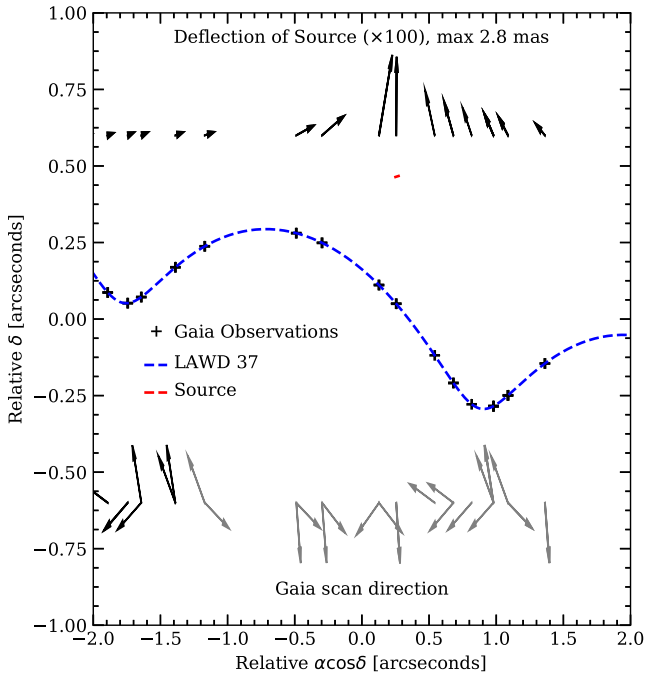 1.00
0.75
0.50
0.25
0.00
−0.25
−0.50
−0.75
−1.00
Relative δ [arcseconds]
Deflection of Source (×100), max 2.8 mas
Gaia Observations
LAWD 37
Source
Gaia scan direction
−2.0 −1.5 −1.0 −0.5 0.0 0.5 1.0 1.5 2.0
Relative αcosδ [arcseconds]